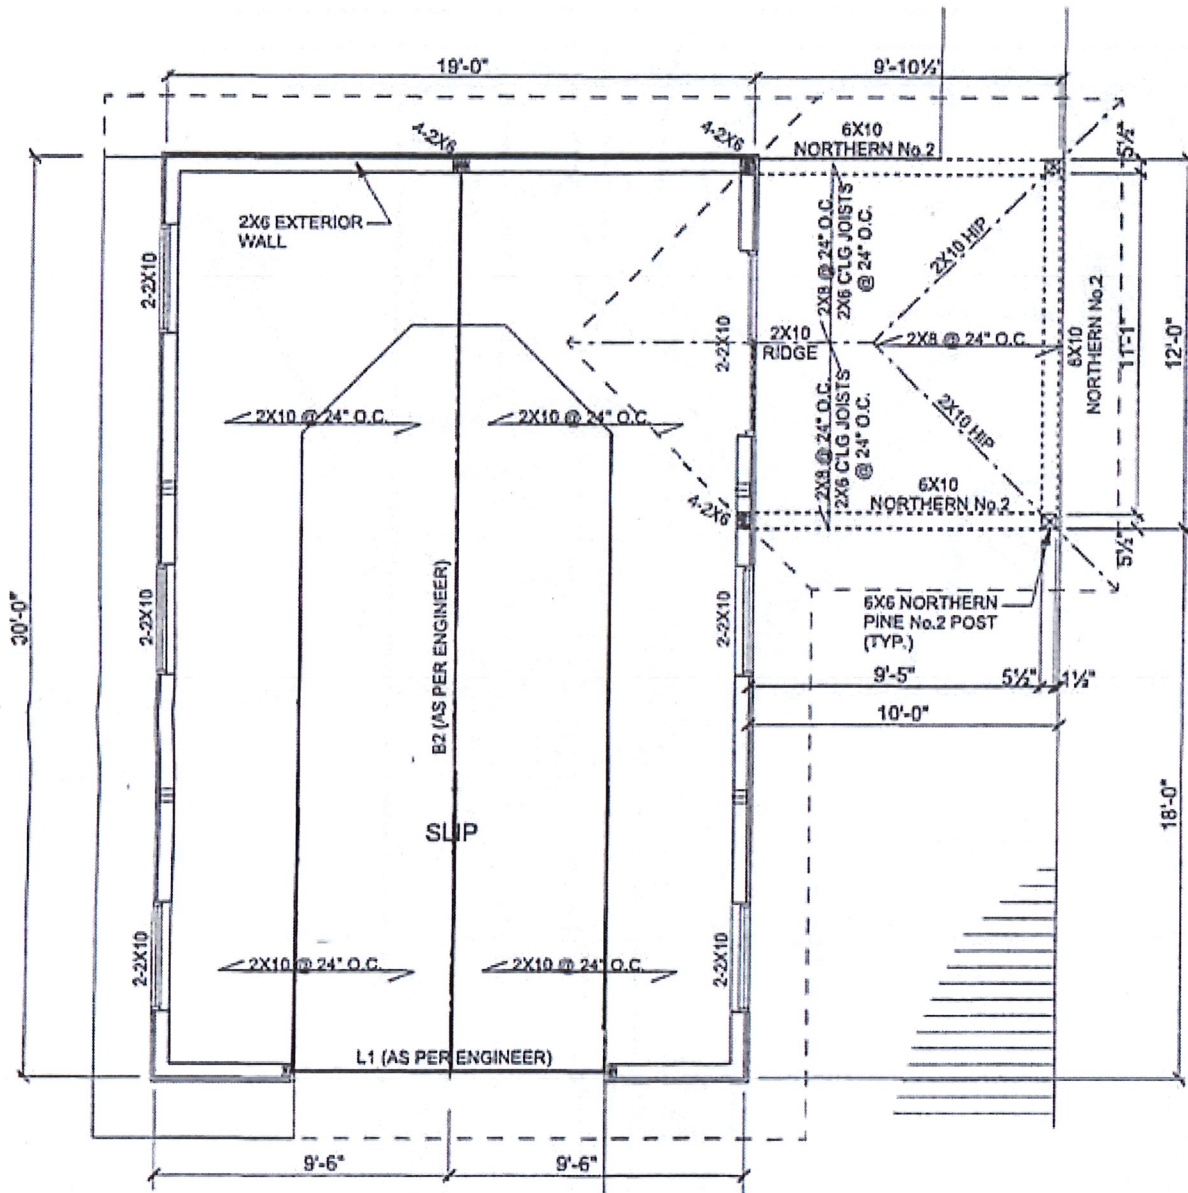 19'-0"
9'-10½"
4-2X6
4-2X6
6X10
NORTHERN No.2
5½"
2X6 EXTERIOR
WALL
2-2X10
2X8 @ 24" O.C.
2X6 C'LG JOISTS
@ 24" O.C.
2X10 HIP
2-2X10
2X10
RIDGE
2X8 @ 24" O.C.
6X10
NORTHERN No.2
11'-1"
12'-0"
2X10 @ 24" O.C.
2X10 @ 24" O.C.
2X8 @ 24" O.C.
2X6 C'LG JOISTS
@ 24" O.C.
2X10 HIP
6X10
NORTHERN No.2
4-2X6
5½"
30'-0"
2-2X10
B2 (AS PER ENGINEER)
2-2X10
6X6 NORTHERN
PINE No.2 POST
(TYP.)
9'-5"
5½"
1½"
10'-0"
18'-0"
SLIP
2-2X10
2X10 @ 24" O.C.
2X10 @ 24" O.C.
2-2X10
L1 (AS PER ENGINEER)
9'-6"
9'-6"